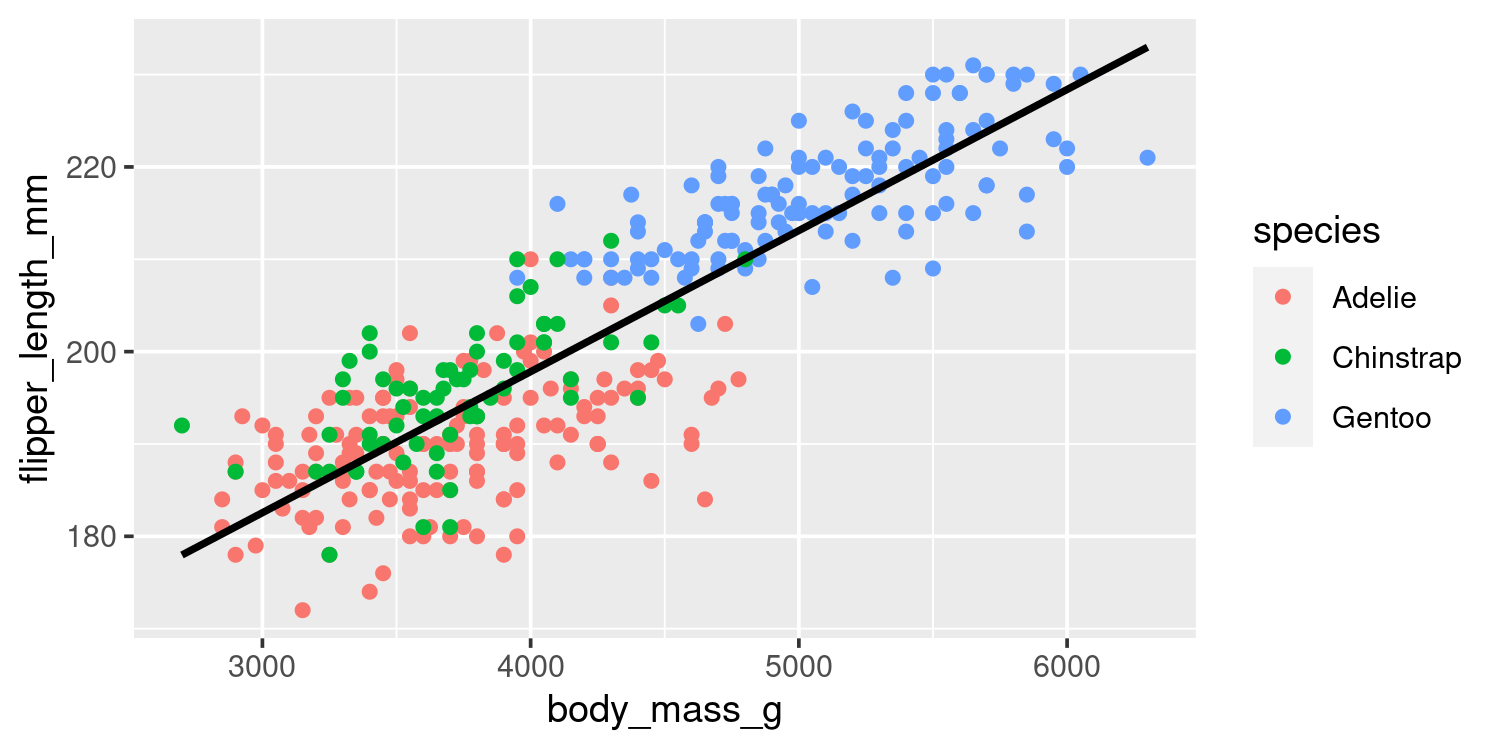 flipper_length_mm
220
200
180
3000 4000 5000 6000
body_mass_g
species
Adelie
Chinstrap
Gentoo